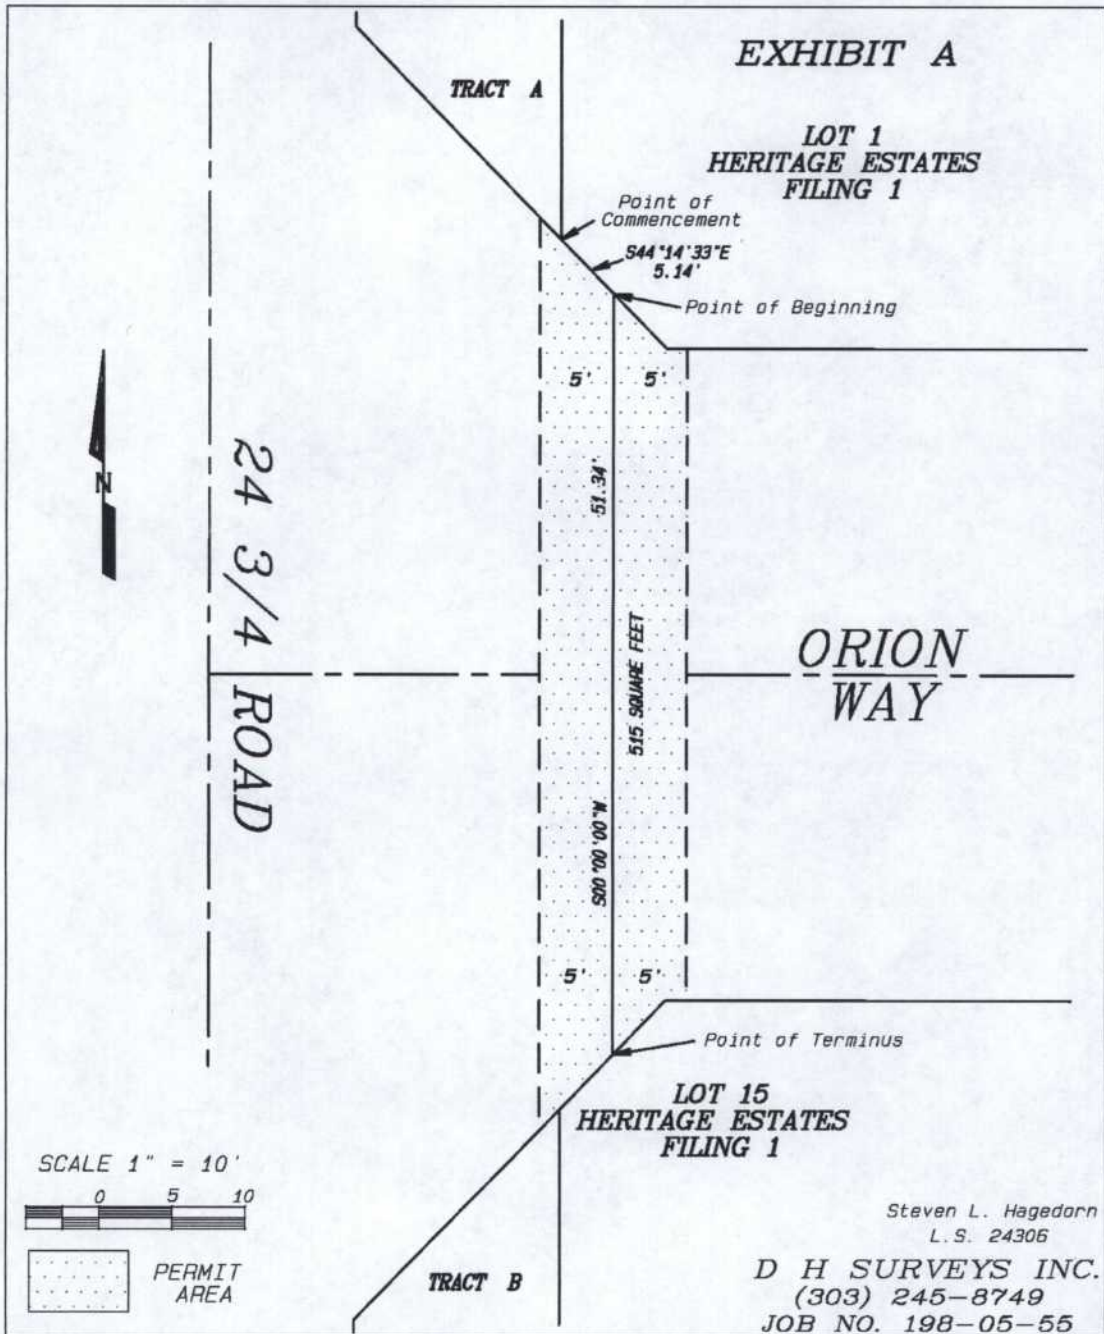 EXHIBIT A
TRACT A
LOT 1
HERITAGE ESTATES
FILING 1
Point of
Commencement
S44°14'33"E
5.14'
Point of Beginning
5' 5'
N
24 3/4 ROAD
51.34'
515 SQUARE FEET
S00°00'00"W
ORION
WAY
5' 5'
Point of Terminus
LOT 15
HERITAGE ESTATES
FILING 1
SCALE 1" = 10'
0 5 10
PERMIT
AREA
TRACT B
Steven L. Hagedorn
L.S. 24306
D H SURVEYS INC.
(303) 245-8749
JOB NO. 198-05-55